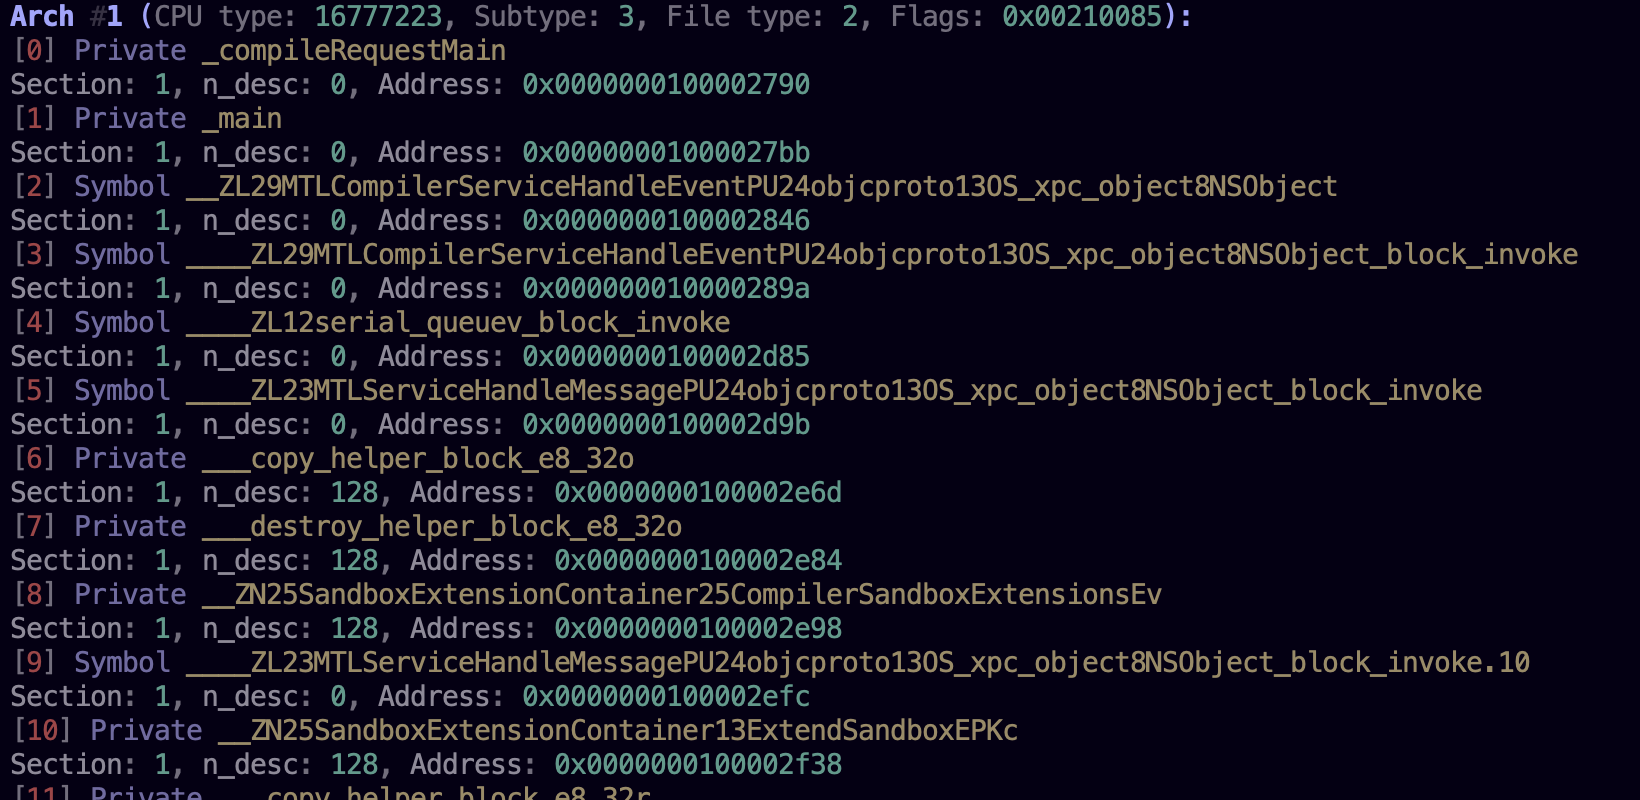 Arch #1 (CPU type: 16777223, Subtype: 3, File type: 2, Flags: 0x00210085):
[0] Private _compileRequestMain
Section: 1, n_desc: 0, Address: 0x0000000100002790
[1] Private _main
Section: 1, n_desc: 0, Address: 0x00000001000027bb
[2] Symbol __ZL29MTLCompilerServiceHandleEventPU24objcproto13OS_xpc_object8NSObject
Section: 1, n_desc: 0, Address: 0x0000000100002846
[3] Symbol ____ZL29MTLCompilerServiceHandleEventPU24objcproto13OS_xpc_object8NSObject_block_invoke
Section: 1, n_desc: 0, Address: 0x000000010000289a
[4] Symbol ____ZL12serial_queuev_block_invoke
Section: 1, n_desc: 0, Address: 0x0000000100002d85
[5] Symbol ____ZL23MTLServiceHandleMessagePU24objcproto13OS_xpc_object8NSObject_block_invoke
Section: 1, n_desc: 0, Address: 0x0000000100002d9b
[6] Private ___copy_helper_block_e8_32o
Section: 1, n_desc: 128, Address: 0x0000000100002e6d
[7] Private ___destroy_helper_block_e8_32o
Section: 1, n_desc: 128, Address: 0x0000000100002e84
[8] Private __ZN25SandboxExtensionContainer25CompilerSandboxExtensionsEv
Section: 1, n_desc: 128, Address: 0x0000000100002e98
[9] Symbol ____ZL23MTLServiceHandleMessagePU24objcproto13OS_xpc_object8NSObject_block_invoke.10
Section: 1, n_desc: 0, Address: 0x0000000100002efc
[10] Private __ZN25SandboxExtensionContainer13ExtendSandboxEPKc
Section: 1, n_desc: 128, Address: 0x0000000100002f38
[11] Private ___copy_helper_block_e8_32r